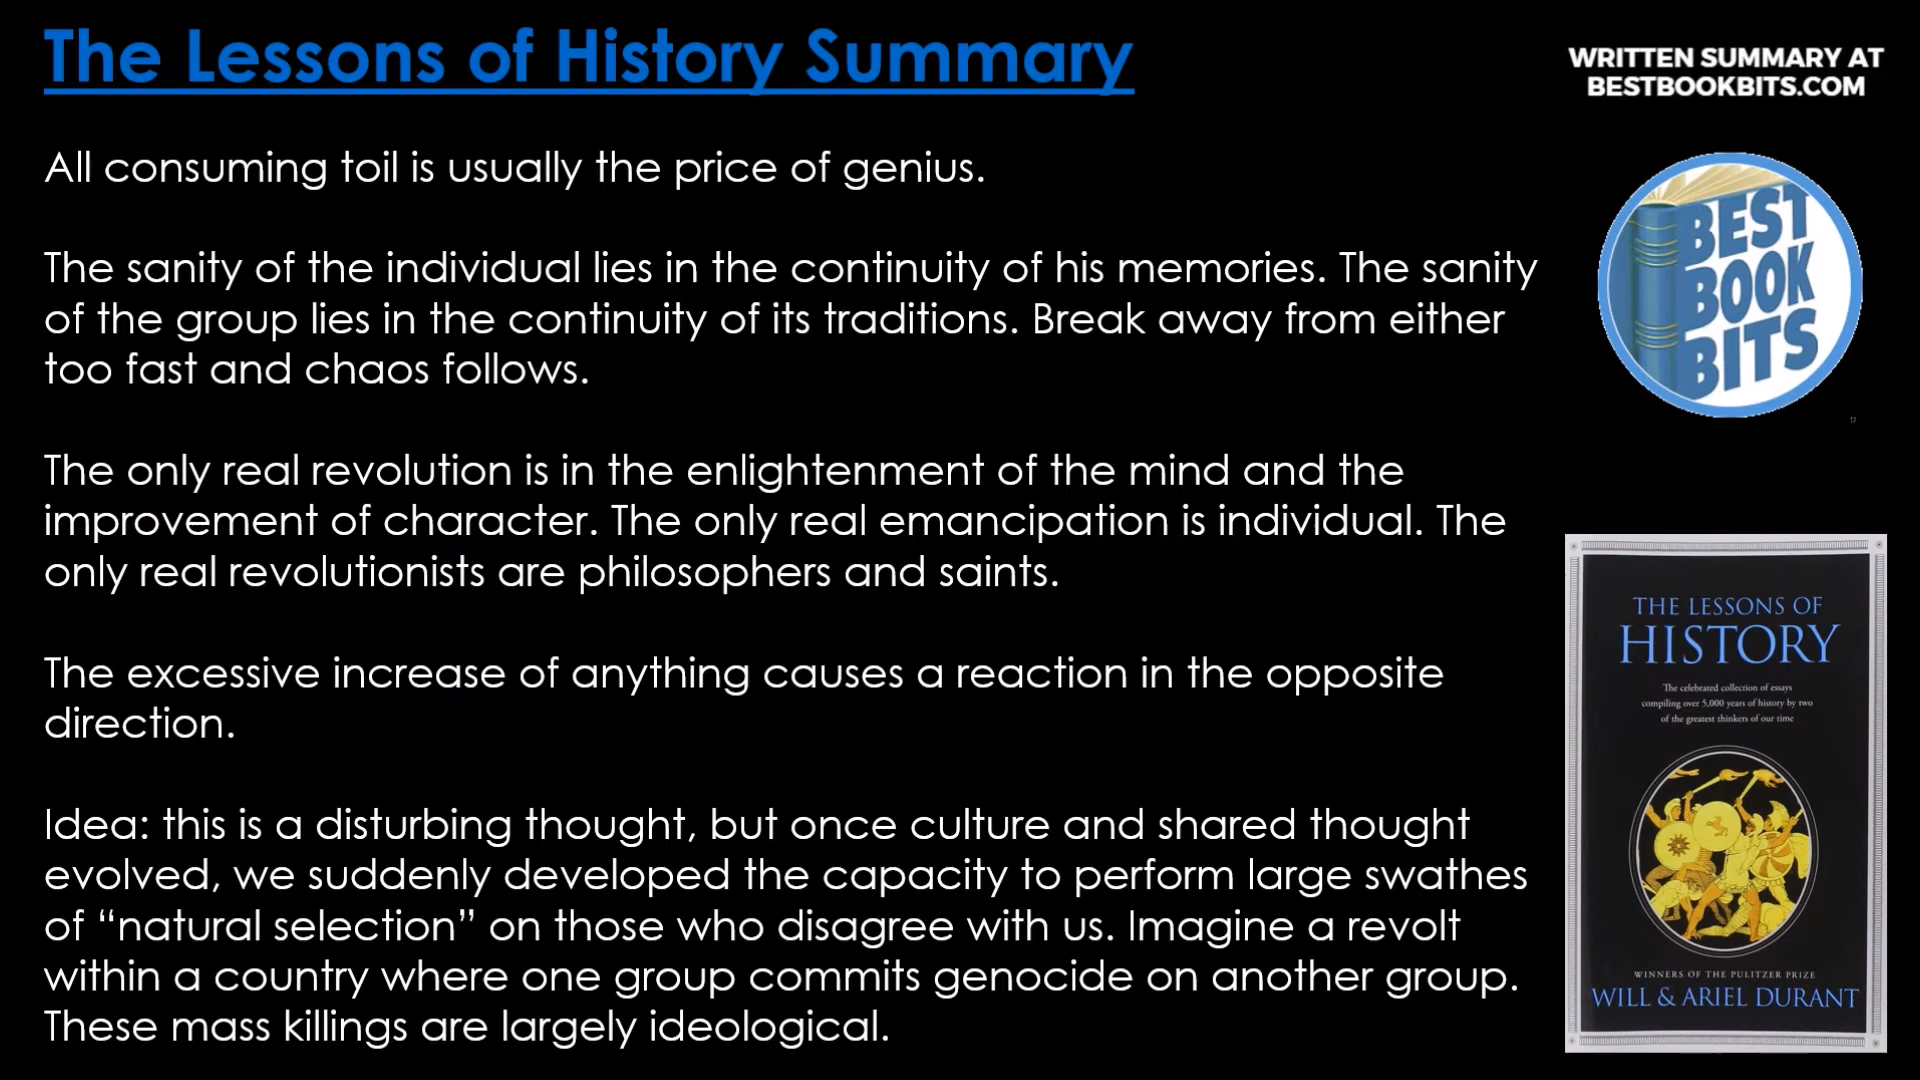 The Lessons of History Summary
WRITTEN SUMMARY AT
BESTBOOKBITS.COM
All consuming toil is usually the price of genius.
The sanity of the individual lies in the continuity of his memories. The sanity
of the group lies in the continuity of its traditions. Break away from either
too fast and chaos follows.
The only real revolution is in the enlightenment of the mind and the
improvement of character. The only real emancipation is individual. The
only real revolutionists are philosophers and saints.
The excessive increase of anything causes a reaction in the opposite
direction.
Idea: this is a disturbing thought, but once culture and shared thought
evolved, we suddenly developed the capacity to perform large swathes
of “natural selection” on those who disagree with us. Imagine a revolt
within a country where one group commits genocide on another group.
These mass killings are largely ideological.
BEST
BOOK
BITS
THE LESSONS OF
HISTORY
The celebrated collection of essays
compiling over 5,000 years of history by two
of the greatest thinkers of our time
WINNERS OF THE PULITZER PRIZE
WILL & ARIEL DURANT